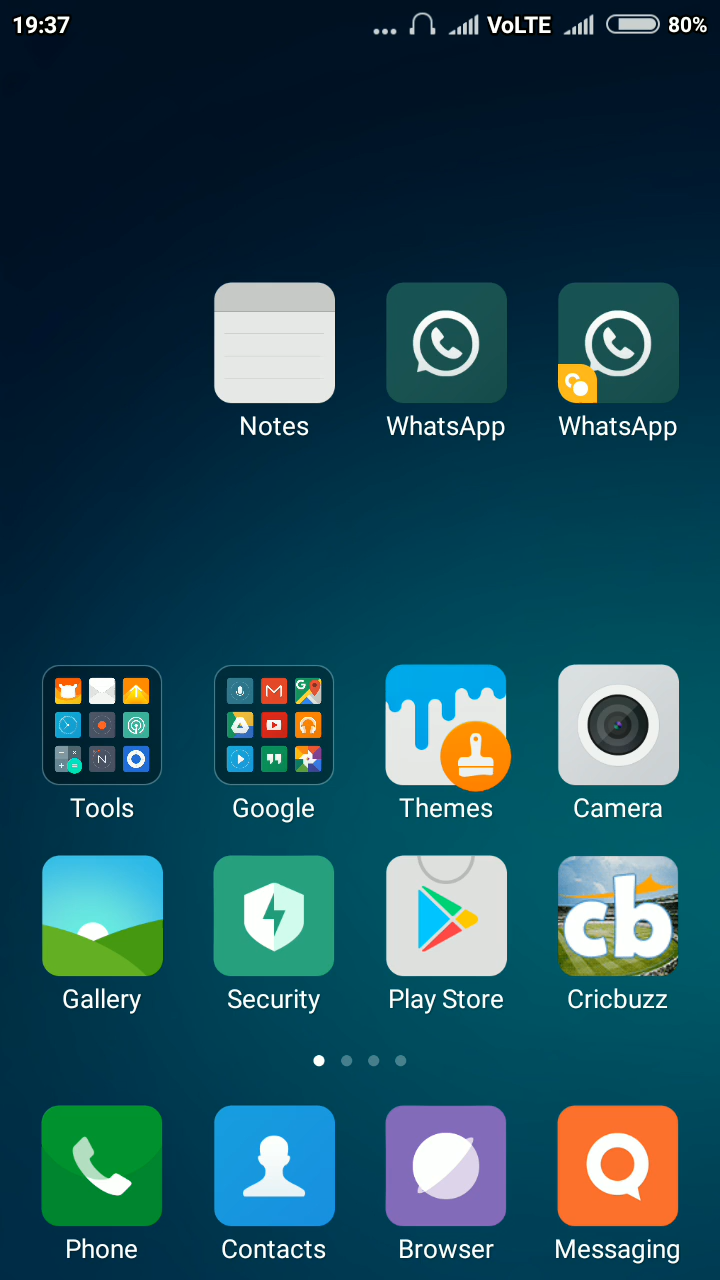 19:37 ... VoLTE 80%
Notes WhatsApp WhatsApp
Tools Google Themes Camera
cb
Gallery Security Play Store Cricbuzz
Phone Contacts Browser Messaging